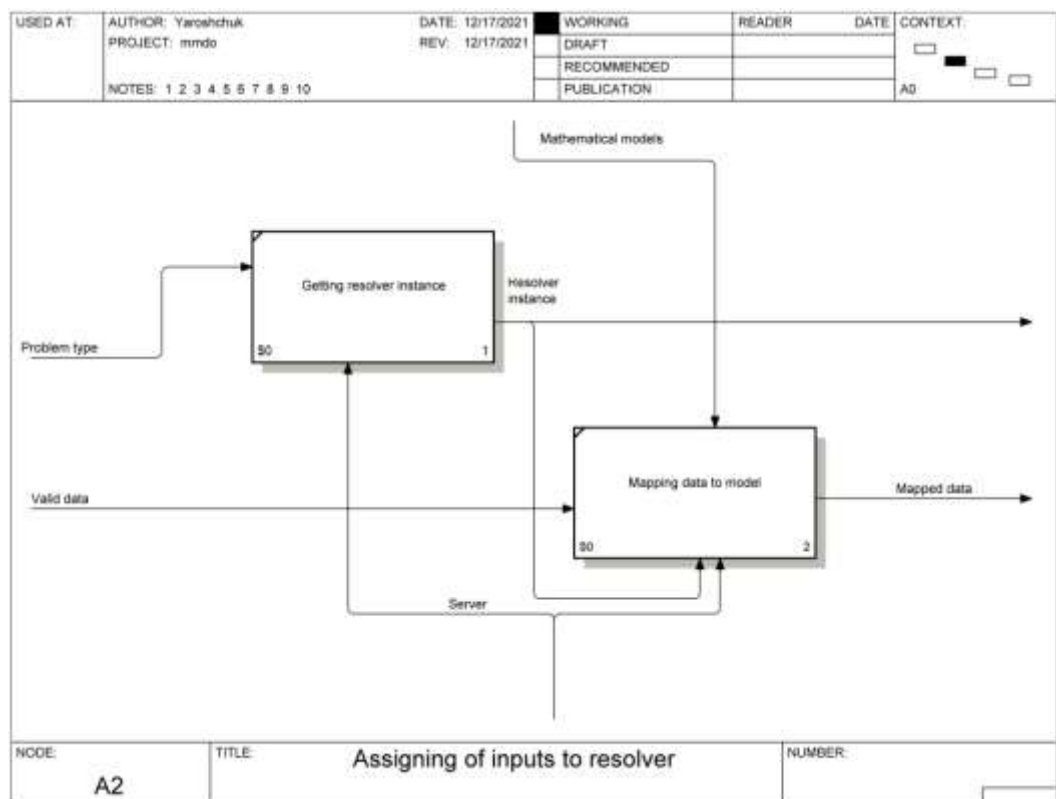 USED AT:
AUTHOR: Yaroshchuk
DATE: 12/17/2021
WORKING
READER
DATE
CONTEXT:
PROJECT: mmdo
REV: 12/17/2021
DRAFT
RECOMMENDED
NOTES: 1 2 3 4 5 6 7 8 9 10
PUBLICATION
A0
Mathematical models
Getting resolver instance
$0
1
Resolver
instance
Problem type
Mapping data to model
$0
2
Valid data
Mapped data
Server
NODE:
A2
TITLE:
Assigning of inputs to resolver
NUMBER: